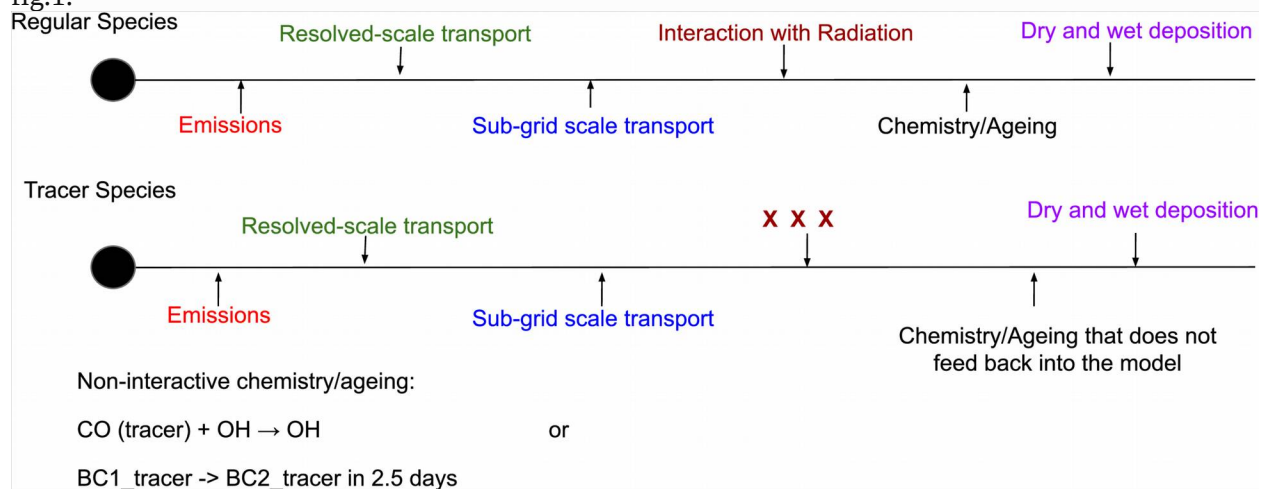 fig.1.
Regular Species
Resolved-scale transport
Interaction with Radiation
Dry and wet deposition
Emissions
Sub-grid scale transport
Chemistry/Ageing
Tracer Species
Resolved-scale transport
X X X
Dry and wet deposition
Emissions
Sub-grid scale transport
Chemistry/Ageing that does not
feed back into the model
Non-interactive chemistry/ageing:
CO (tracer) + OH → OH or
BC1_tracer -> BC2_tracer in 2.5 days